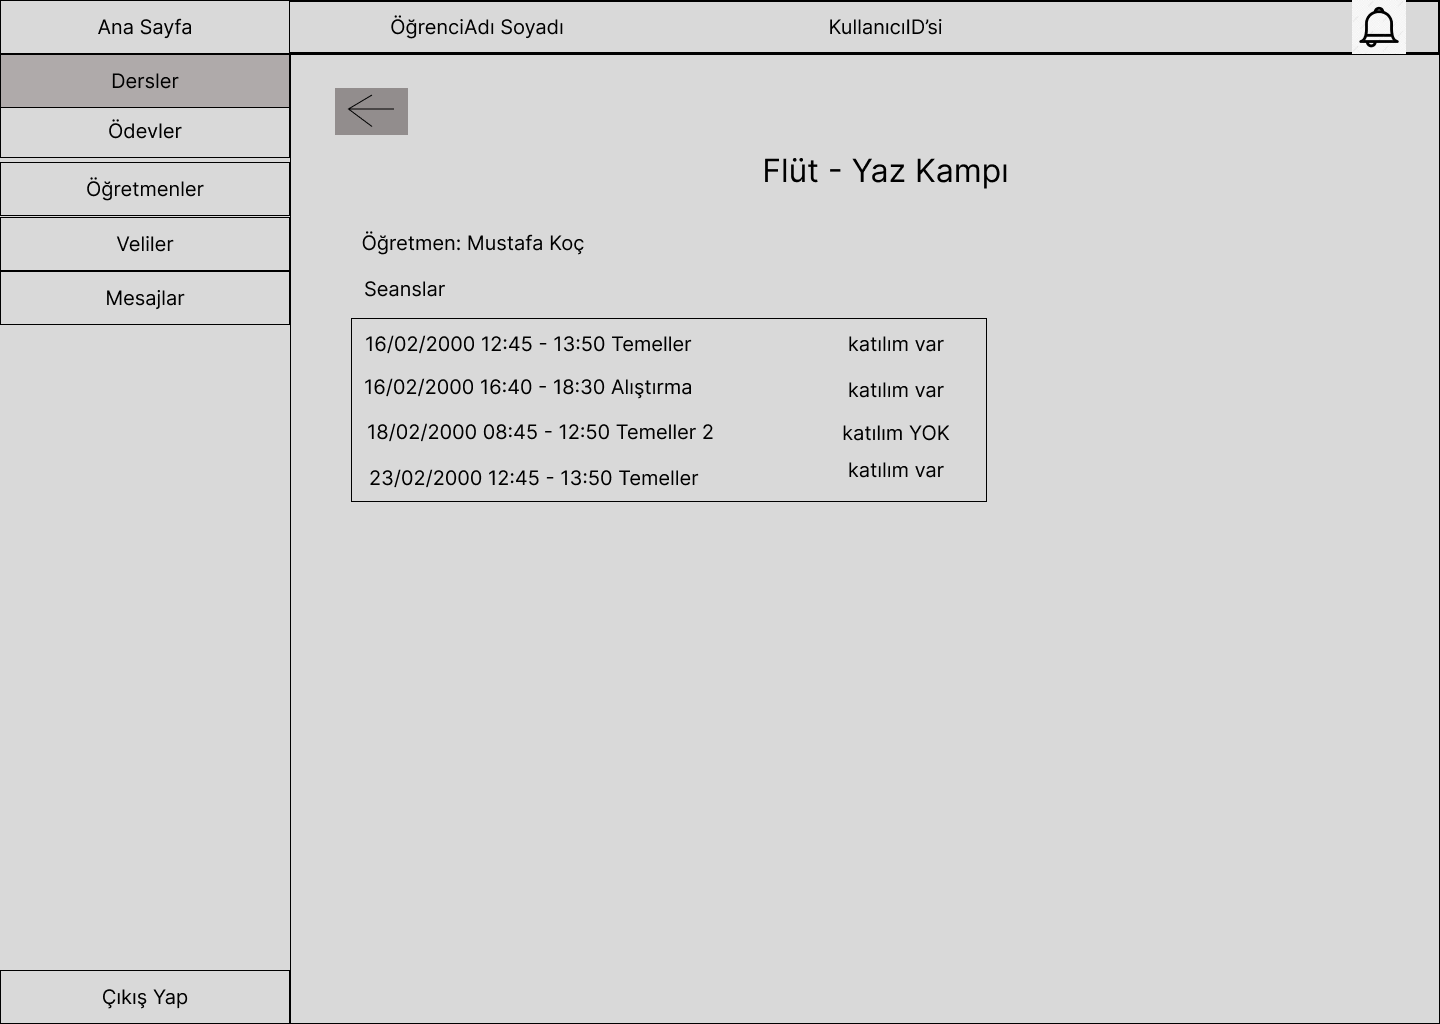 Ana Sayfa
ÖğrenciAdı Soyadı
KullanıcıID’si
Dersler
Ödevler
Öğretmenler
Veliler
Mesajlar
Flüt - Yaz Kampı
Öğretmen: Mustafa Koç
Seanslar
16/02/2000 12:45 - 13:50 Temeller katılım var
16/02/2000 16:40 - 18:30 Alıştırma katılım var
18/02/2000 08:45 - 12:50 Temeller 2 katılım YOK
23/02/2000 12:45 - 13:50 Temeller katılım var
Çıkış Yap